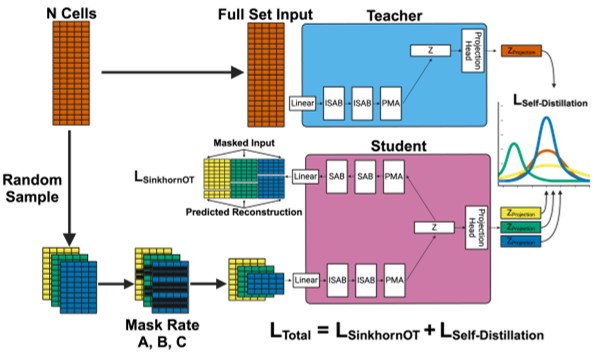 N Cells
Full Set Input
Teacher
Z
Projection Head
ZProjection
Linear
ISAB
ISAB
PMA
LSelf-Distillation
Random
Sample
Masked Input
LSinkhornOT
Predicted Reconstruction
Student
Linear
SAB
SAB
PMA
Z
Projection Head
ZProjection
ZProjection
ZProjection
Linear
ISAB
ISAB
PMA
Mask Rate
A, B, C
LTotal = LSinkhornOT + LSelf-Distillation